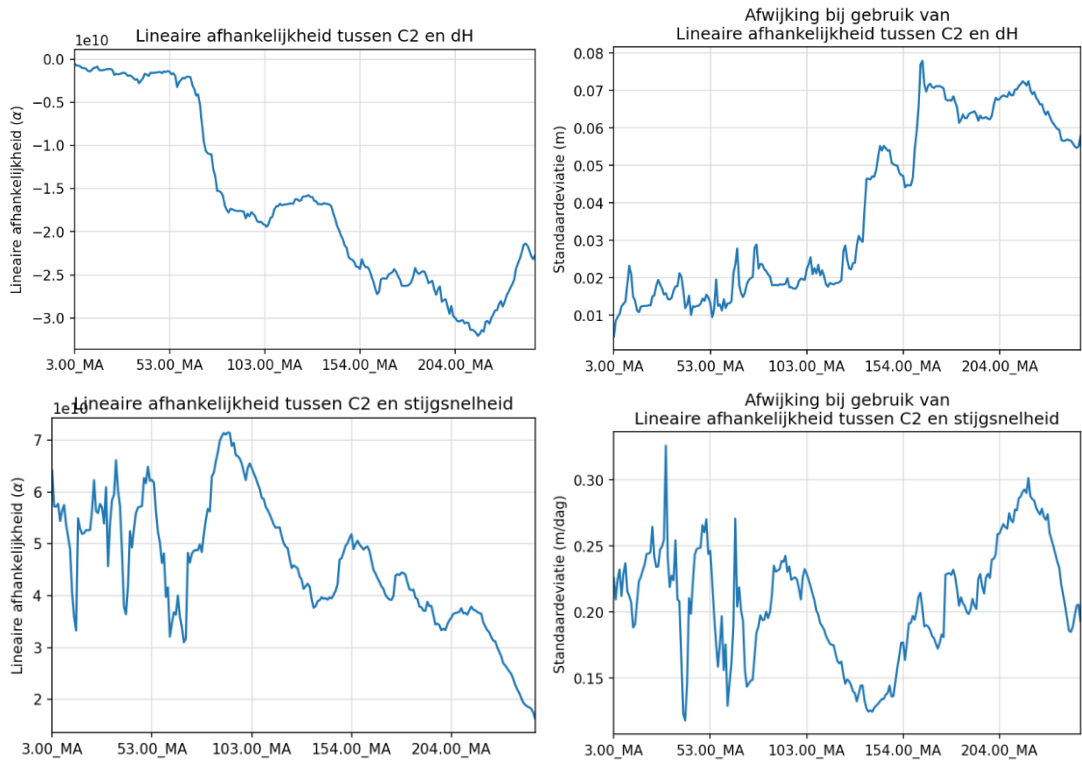 Lineaire afhankelijkheid tussen C2 en dH
1e10
Lineaire afhankelijkheid (α)
0.0
−0.5
−1.0
−1.5
−2.0
−2.5
−3.0
3.00_MA 53.00_MA 103.00_MA 154.00_MA 204.00_MA
Afwijking bij gebruik van
Lineaire afhankelijkheid tussen C2 en dH
Standaardeviatie (m)
0.08
0.07
0.06
0.05
0.04
0.03
0.02
0.01
3.00_MA 53.00_MA 103.00_MA 154.00_MA 204.00_MA
1e10
Lineaire afhankelijkheid tussen C2 en stijgsnelheid
Lineaire afhankelijkheid (α)
7
6
5
4
3
2
3.00_MA 53.00_MA 103.00_MA 154.00_MA 204.00_MA
Afwijking bij gebruik van
Lineaire afhankelijkheid tussen C2 en stijgsnelheid
Standaardeviatie (m/dag)
0.30
0.25
0.20
0.15
3.00_MA 53.00_MA 103.00_MA 154.00_MA 204.00_MA